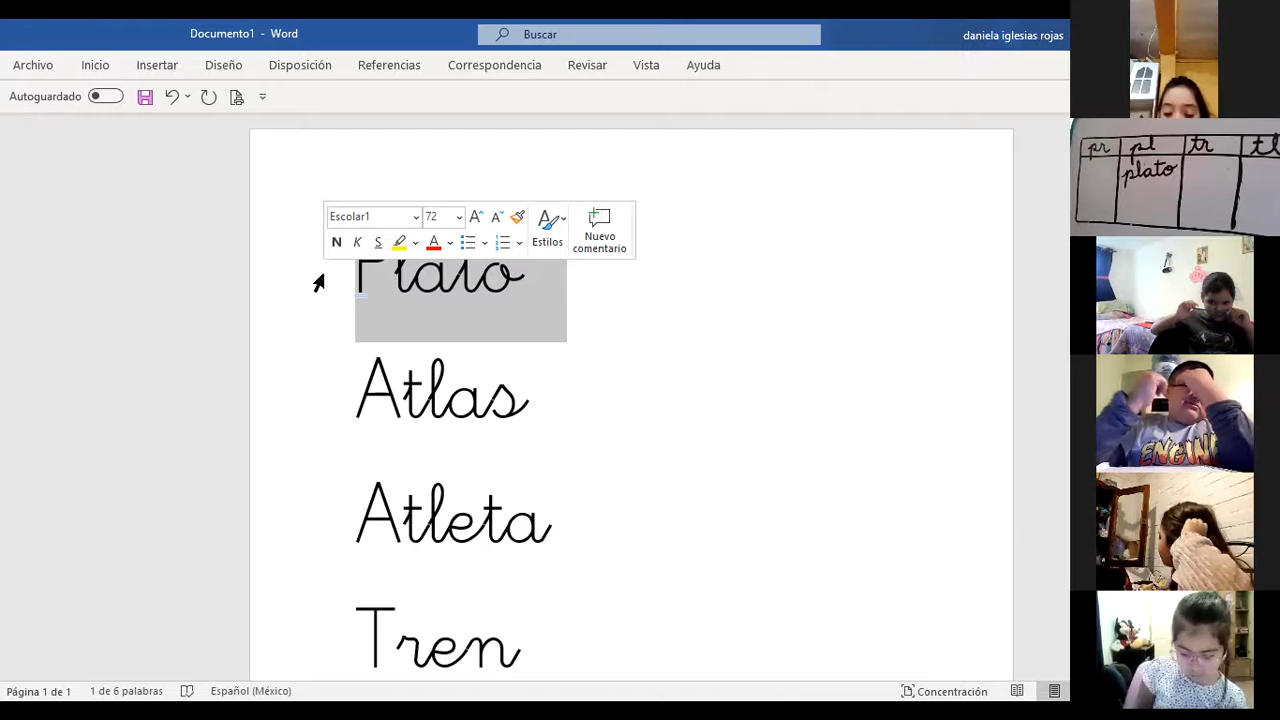 Documento1 - Word
Buscar
daniela iglesias rojas
Archivo Inicio Insertar Diseño Disposición Referencias Correspondencia Revisar Vista Ayuda
Autoguardado
Escolar1 72
N K S A Estilos Nuevo comentario
Plato
Atlas
Atleta
Tren
Página 1 de 1 1 de 6 palabras Español (México) Concentración
pr pl tr tl
plato
ENGIN